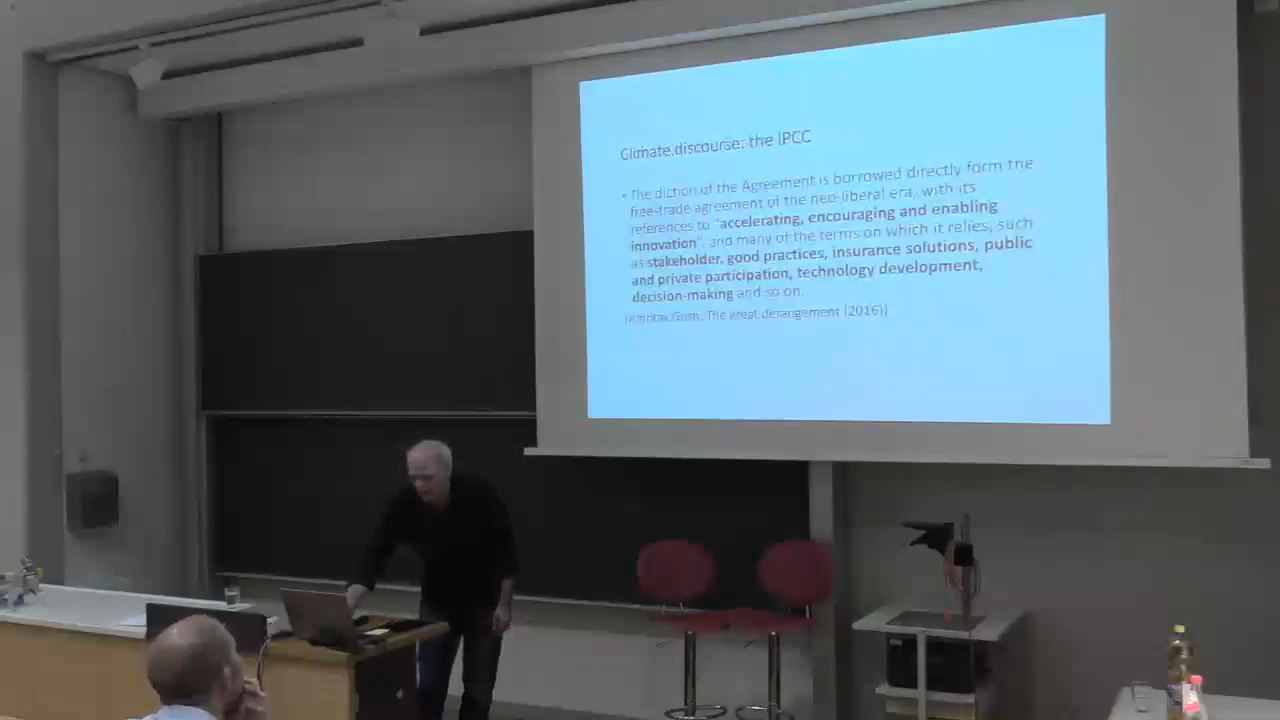 Climate discourse: the IPCC
• The diction of the Agreement is borrowed directly form the
free-trade agreement of the neo-liberal era, with its
references to "accelerating, encouraging and enabling
innovation", and many of the terms on which it relies, such
as stakeholder, good practices, insurance solutions, public
and private participation, technology development,
decision-making and so on.
Gosh: The great derangement (2016))